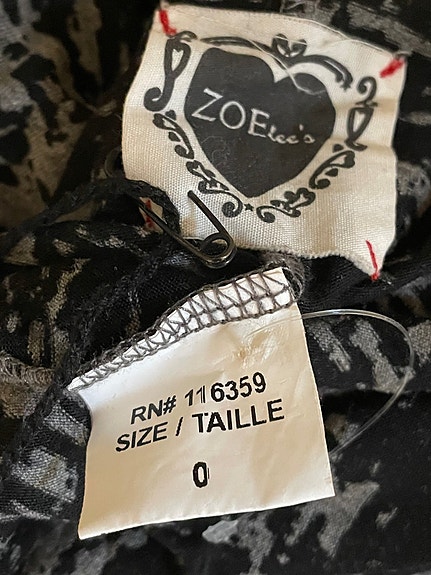 ZOElee's
RN# 116359
SIZE / TAILLE
0